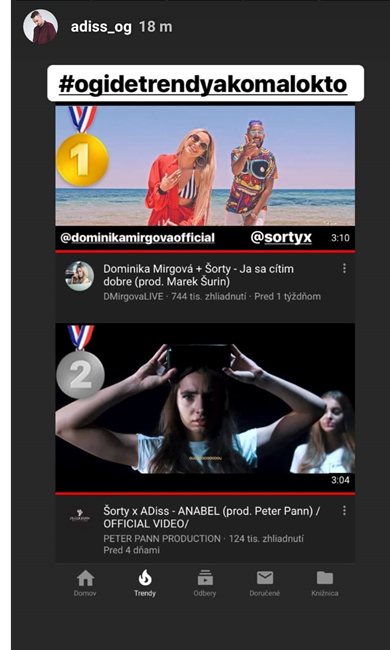 adiss_og 18 m
#ogidetrendyakomalokto
1
@dominikamirgovaofficial @sortyx 3:10
Dominika Mirgová + Šorty - Ja sa cítim
dobre (prod. Marek Šurin)
DMirgovaLIVE · 744 tis. zhliadnutí · Pred 1 týždňom
2
3:04
Šorty x ADiss - ANABEL (prod. Peter Pann) /
OFFICIAL VIDEO/
PETER PANN PRODUCTION · 124 tis. zhliadnutí
Pred 4 dňami
Domov Trendy Odbery Doručené Knižnica